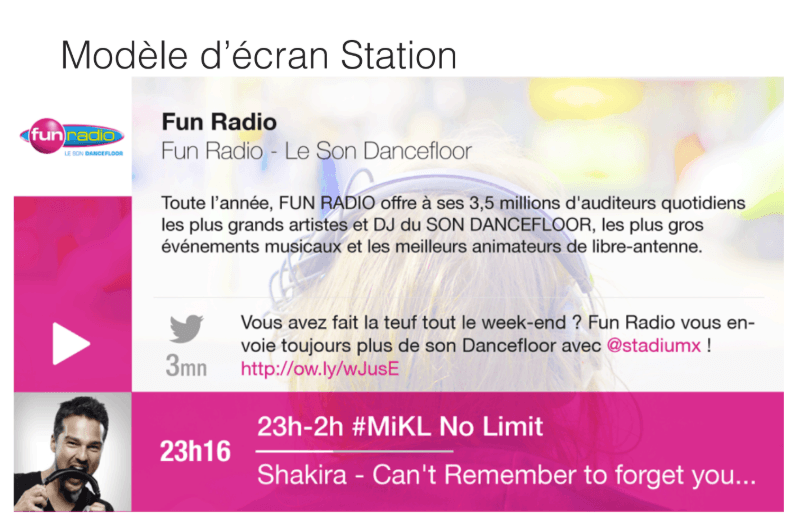 Modèle d’écran Station
funradio
LE SON DANCEFLOOR
Fun Radio
Fun Radio - Le Son Dancefloor
Toute l’année, FUN RADIO offre à ses 3,5 millions d'auditeurs quotidiens
les plus grands artistes et DJ du SON DANCEFLOOR, les plus gros
événements musicaux et les meilleurs animateurs de libre-antenne.
Vous avez fait la teuf tout le week-end ? Fun Radio vous en-
voie toujours plus de son Dancefloor avec @stadiumx !
3mn
http://ow.ly/wJusE
23h-2h #MiKL No Limit
23h16
Shakira - Can't Remember to forget you...